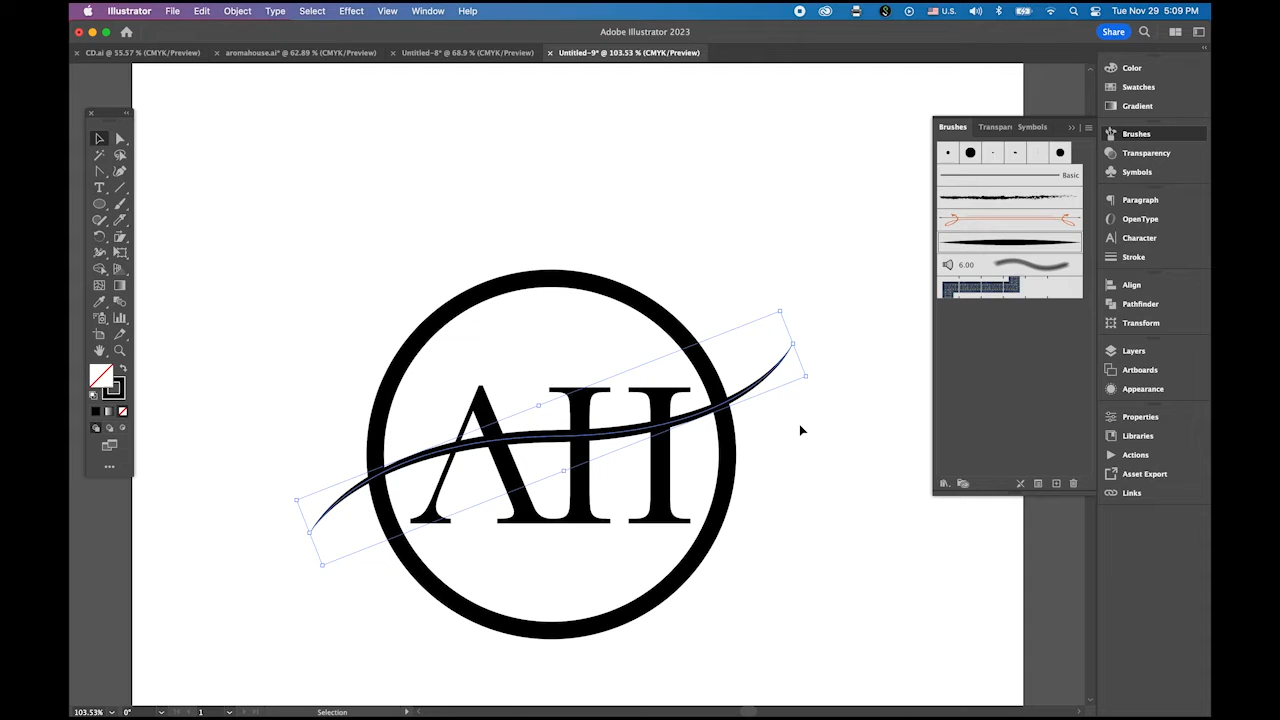 Illustrator File Edit Object Type Select Effect View Window Help U.S. Tue Nov 29 5:09 PM
Adobe Illustrator 2023 Share
× CD.ai @ 55.57 % (CMYK/Preview) × aromahouse.ai* @ 62.89 % (CMYK/Preview) × Untitled-8* @ 68.9 % (CMYK/Preview) × Untitled-9* @ 103.53 % (CMYK/Preview)
Color
Swatches
Gradient
Brushes Transpar Symbols
Basic
6.00
Brushes
Transparency
Symbols
Paragraph
OpenType
Character
Stroke
Align
Pathfinder
Transform
Layers
Artboards
Appearance
Properties
Libraries
Actions
Asset Export
Links
AH
103.53% 0° 1 Selection